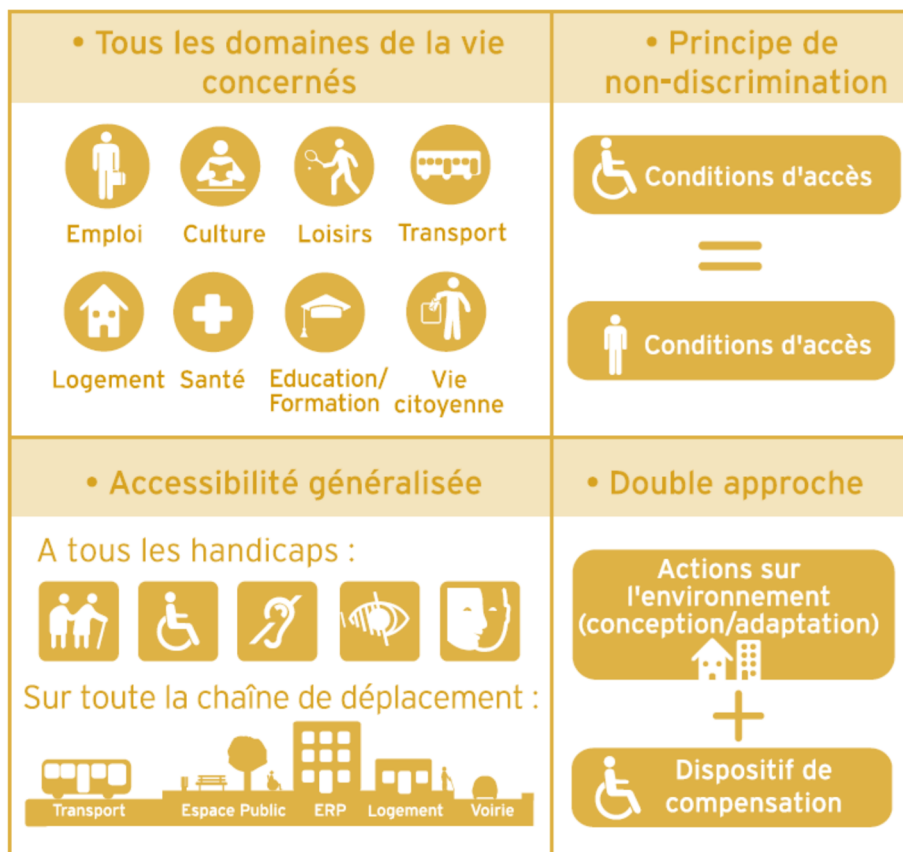 • Tous les domaines de la vie
concernés
Emploi Culture Loisirs Transport
Logement Santé Education/
Formation Vie
citoyenne
• Principe de
non-discrimination
Conditions d'accès
=
Conditions d'accès
• Accessibilité généralisée
A tous les handicaps :
Sur toute la chaîne de déplacement :
Transport Espace Public ERP Logement Voirie
• Double approche
Actions sur
l'environnement
(conception/adaptation)
+
Dispositif de
compensation